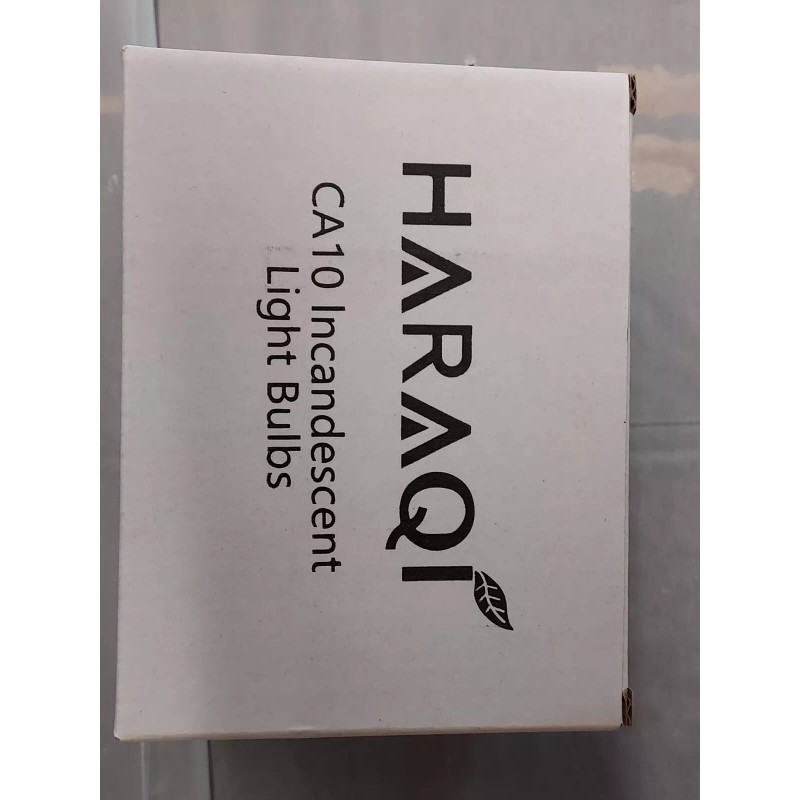 HARAQI
CA10 Incandescent
Light Bulbs